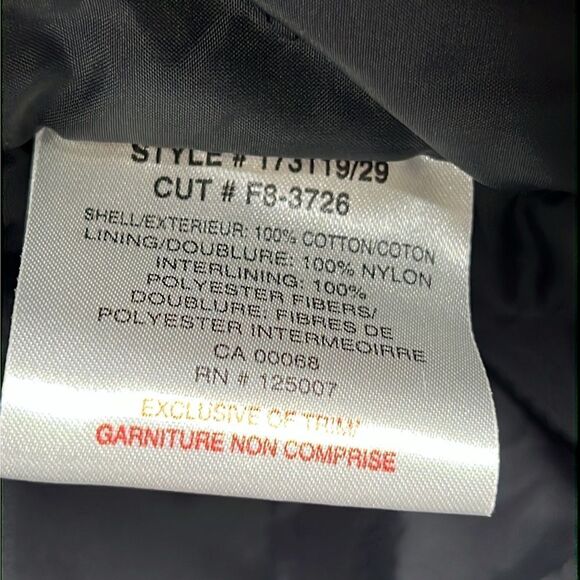 STYLE # 173119/29
CUT # F8-3726
SHELL/EXTERIEUR: 100% COTTON/COTON
LINING/DOUBLURE: 100% NYLON
INTERLINING: 100%
POLYESTER FIBERS/
DOUBLURE: FIBRES DE
POLYESTER INTERMEOIRRE
CA 00068
RN # 125007
EXCLUSIVE OF TRIM/
GARNITURE NON COMPRISE